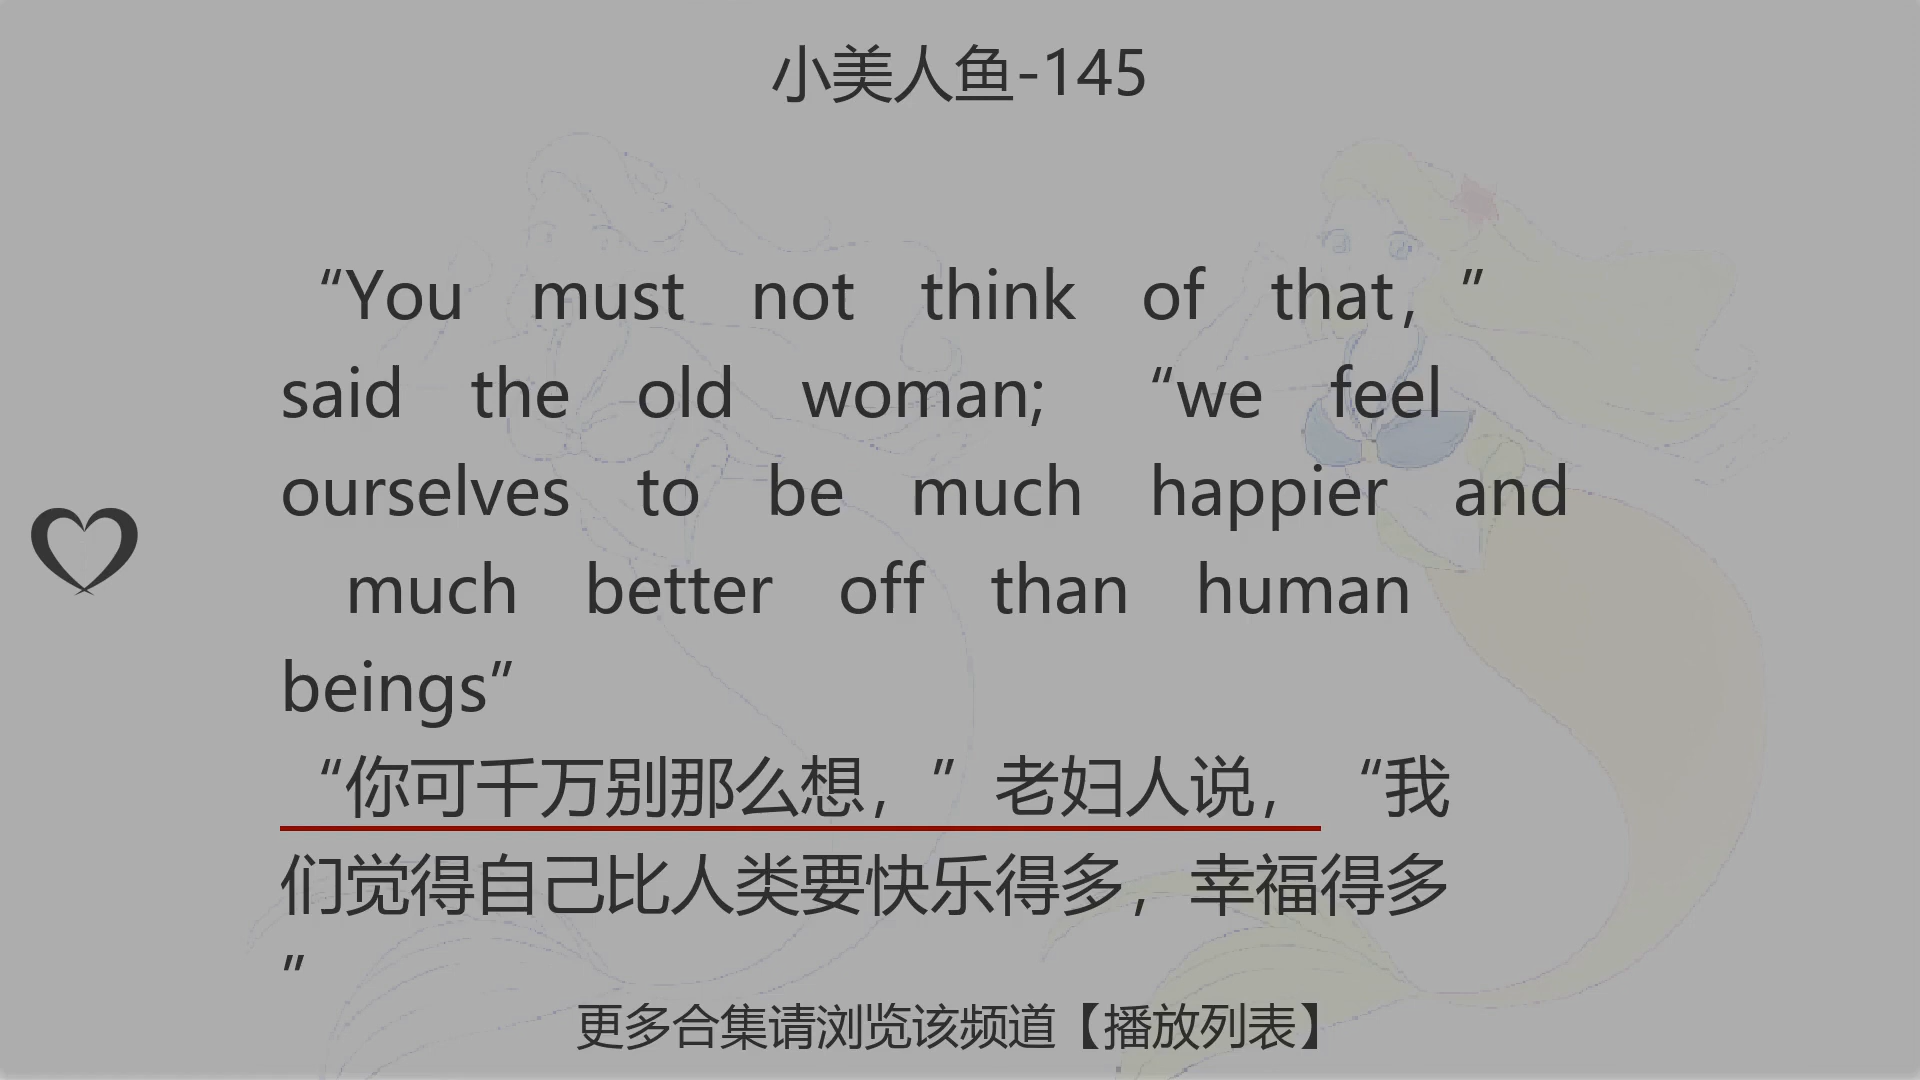 小美人鱼-145
“You must not think of that, ”
said the old woman; “we feel
ourselves to be much happier and
much better off than human
beings”
“你可千万别那么想，”老妇人说，“我
们觉得自己比人类要快乐得多，幸福得多
”
更多合集请浏览该频道【播放列表】